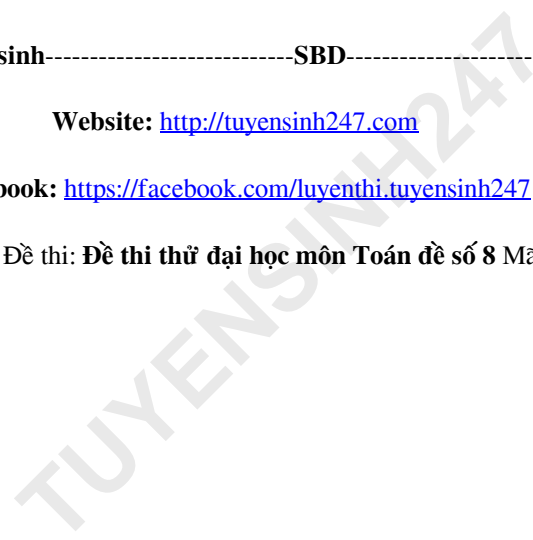 sinh----------------------------SBD---------------------
Website: http://tuyensinh247.com
book: https://facebook.com/luyenthi.tuyensinh247
Đề thi: Đề thi thử đại học môn Toán đề số 8 Mã
TUYENSINH247